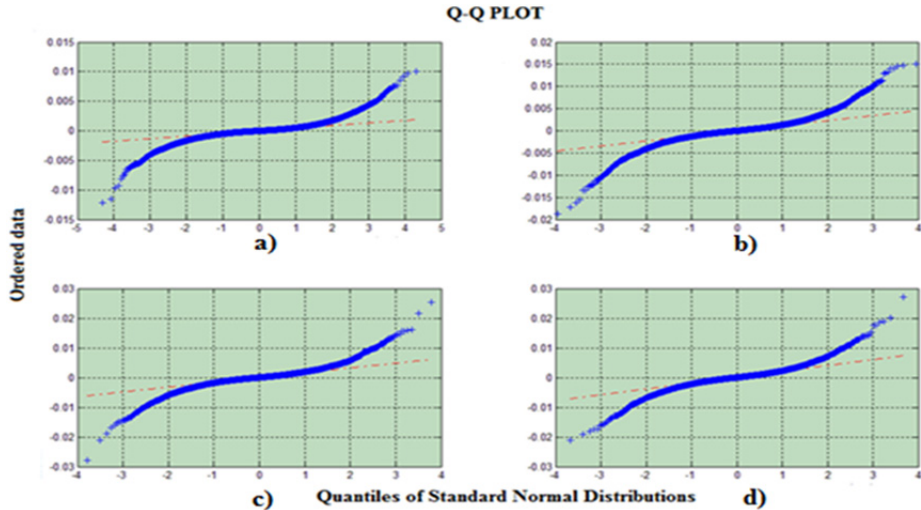 Q-Q PLOT
0.015
0.01
0.005
0
-0.005
-0.01
-0.015
-5 -4 -3 -2 -1 0 1 2 3 4 5
a)
0.02
0.015
0.01
0.005
0
-0.005
-0.01
-0.015
-0.02
-4 -3 -2 -1 0 1 2 3 4
b)
Ordered data
0.03
0.02
0.01
0
-0.01
-0.02
-0.03
-4 -3 -2 -1 0 1 2 3 4
c)
0.03
0.02
0.01
0
-0.01
-0.02
-0.03
-4 -3 -2 -1 0 1 2 3 4
d)
Quantiles of Standard Normal Distributions